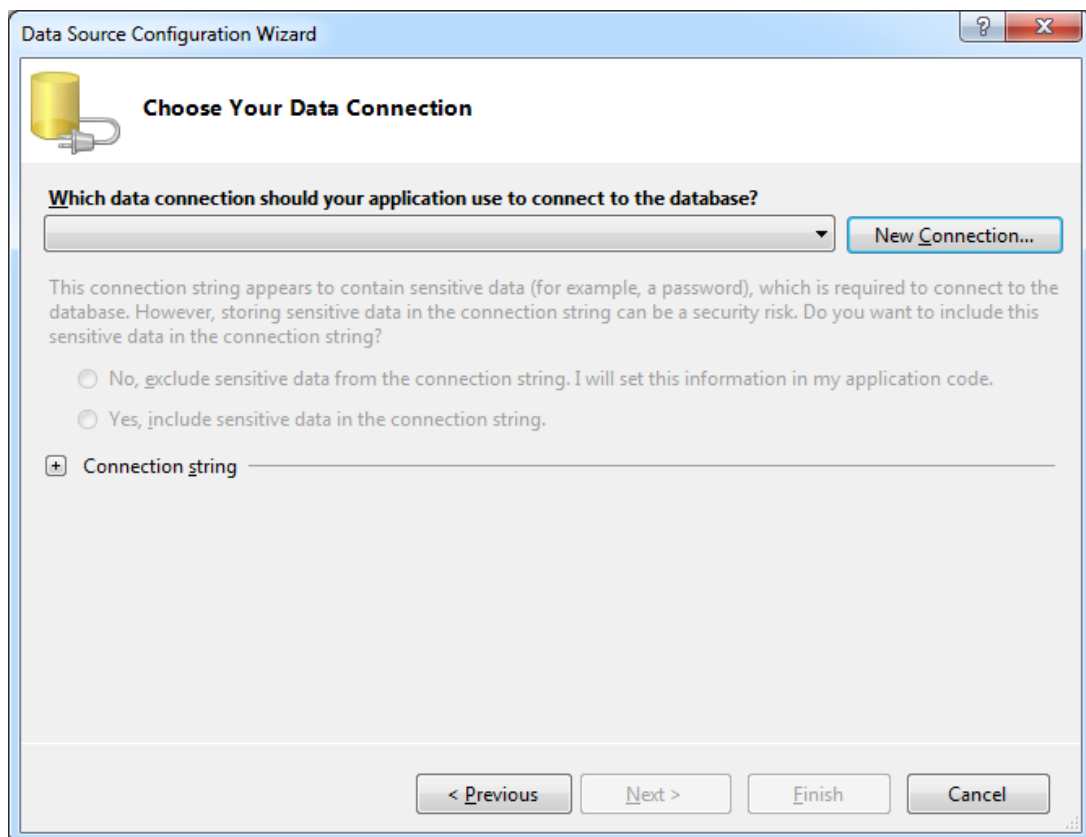 Data Source Configuration Wizard
?
X
Choose Your Data Connection
Which data connection should your application use to connect to the database?
New Connection...
This connection string appears to contain sensitive data (for example, a password), which is required to connect to the
database. However, storing sensitive data in the connection string can be a security risk. Do you want to include this
sensitive data in the connection string?
No, exclude sensitive data from the connection string. I will set this information in my application code.
Yes, include sensitive data in the connection string.
+ Connection string
< Previous
Next >
Finish
Cancel